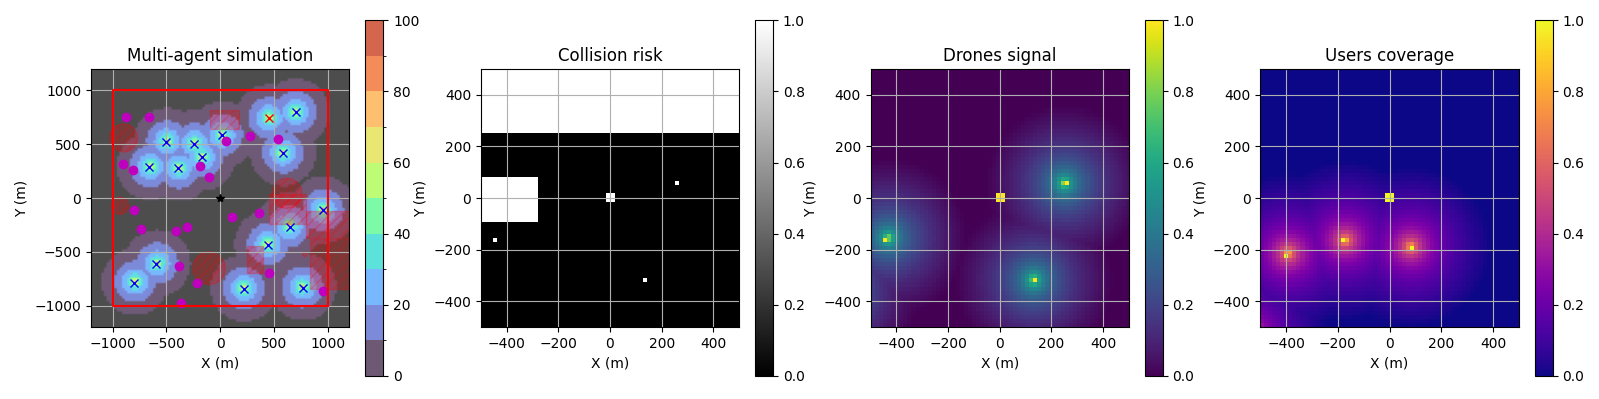 Multi-agent simulation
Y (m)
1000
500
0
−500
−1000
−1000 −500 0 500 1000
X (m)
100
80
60
40
20
0
Collision risk
Y (m)
400
200
0
−200
−400
−400 −200 0 200 400
X (m)
1.0
0.8
0.6
0.4
0.2
0.0
Drones signal
Y (m)
400
200
0
−200
−400
−400 −200 0 200 400
X (m)
1.0
0.8
0.6
0.4
0.2
0.0
Users coverage
Y (m)
400
200
0
−200
−400
−400 −200 0 200 400
X (m)
1.0
0.8
0.6
0.4
0.2
0.0